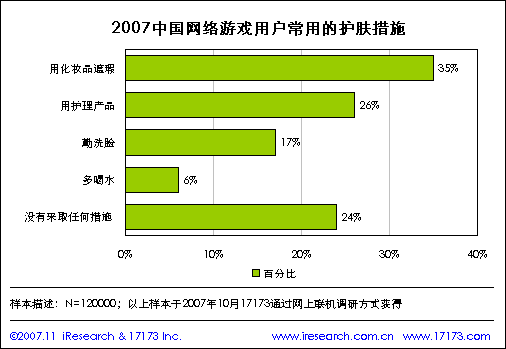 2007中国网络游戏用户常用的护肤措施
用化妆品遮瑕
35%
用护理产品
26%
勤洗脸
17%
多喝水
6%
没有采取任何措施
24%
0% 10% 20% 30% 40%
百分比
样本描述：N=120000；以上样本于2007年10月17173通过网上联机调研方式获得
©2007.11 iResearch & 17173 Inc. www.iresearch.com.cn www.17173.com